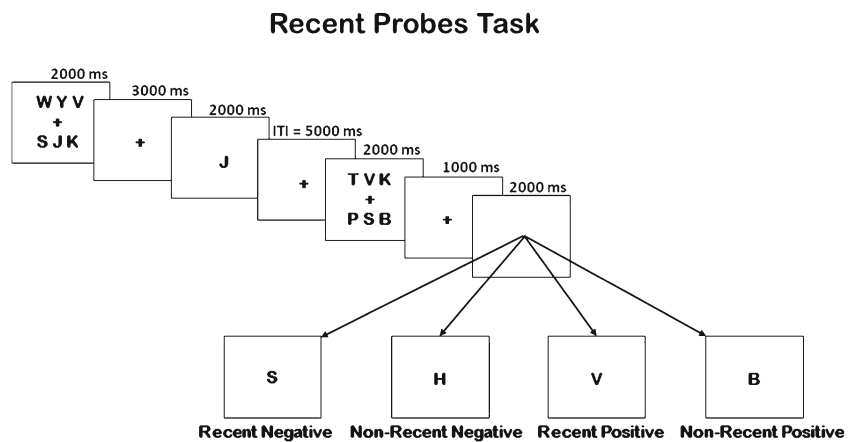 Recent Probes Task
2000 ms
W Y V
+
S J K
3000 ms
+
2000 ms
J
ITI = 5000 ms
+
2000 ms
T V K
+
P S B
1000 ms
+
2000 ms
S
H
V
B
Recent Negative
Non-Recent Negative
Recent Positive
Non-Recent Positive